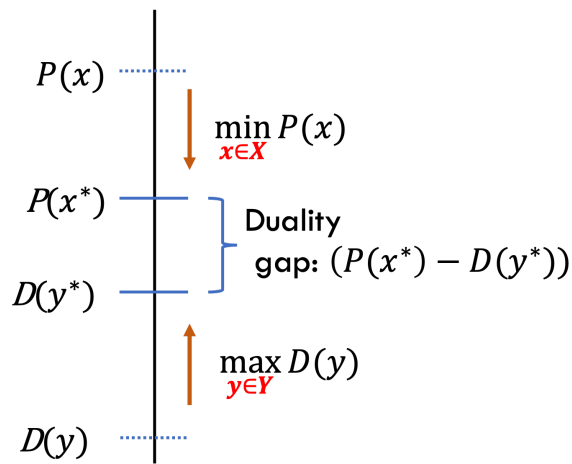 P(x)
min P(x)
x∈X
P(x*)
Duality
gap: (P(x*) − D(y*))
D(y*)
max D(y)
y∈Y
D(y)